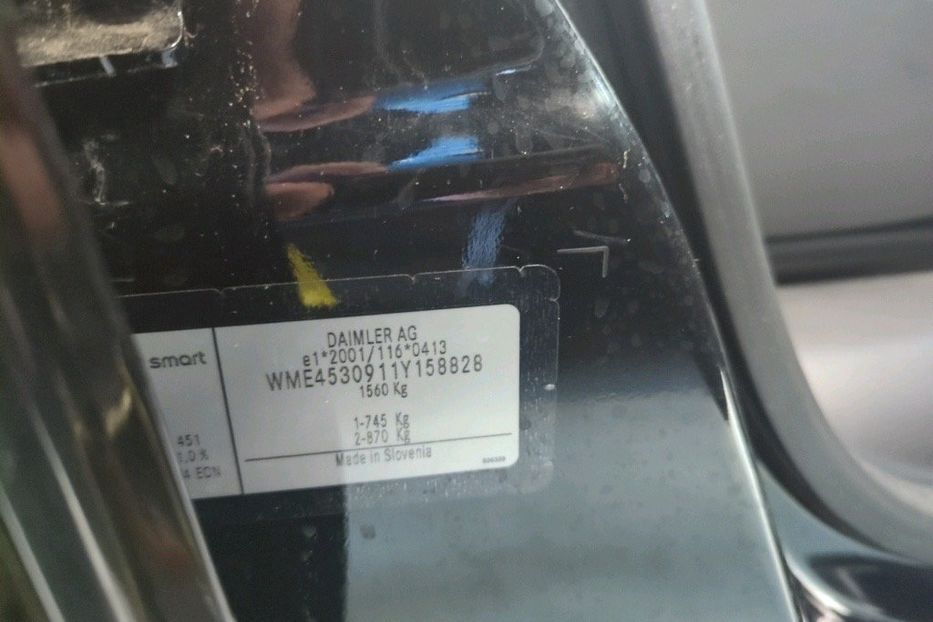 smart
DAIMLER AG
e1*2001/116*0413
WME4530911Y158828
1560 Kg
1-745 Kg
2-870 Kg
451
Made in Slovenia